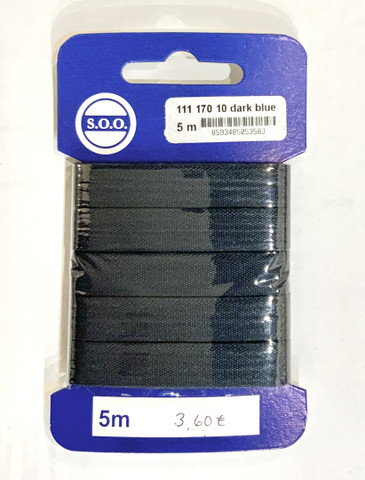 S.O.O.
111 170 10 dark blue
5 m
8593485053583
5m 3,60 €